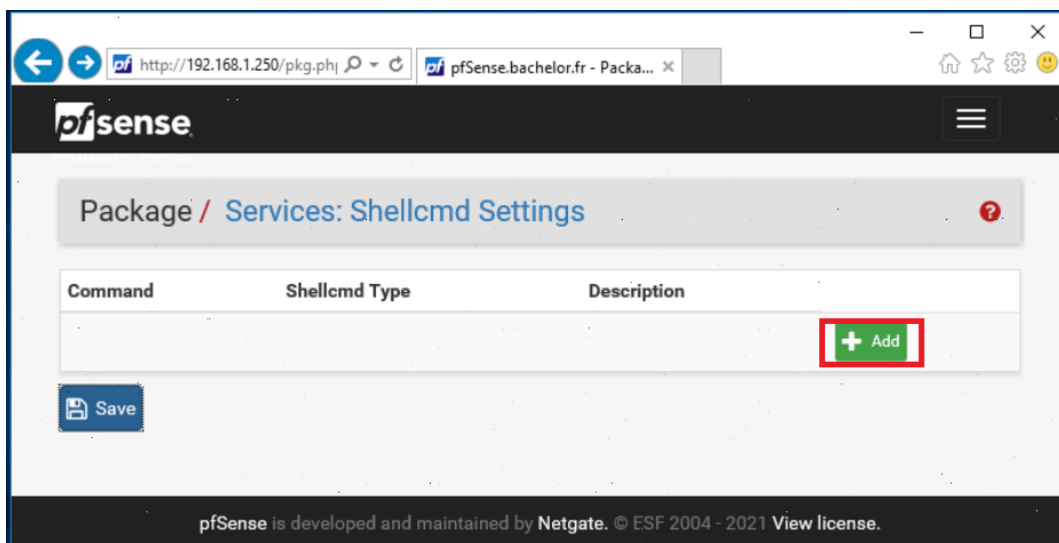 http://192.168.1.250/pkg.ph
pfSense.bachelor.fr - Packa...
pfsense
COMMUNITY EDITION
Package / Services: Shellcmd Settings
Command Shellcmd Type Description
Add
Save
pfSense is developed and maintained by Netgate. © ESF 2004 - 2021 View license.